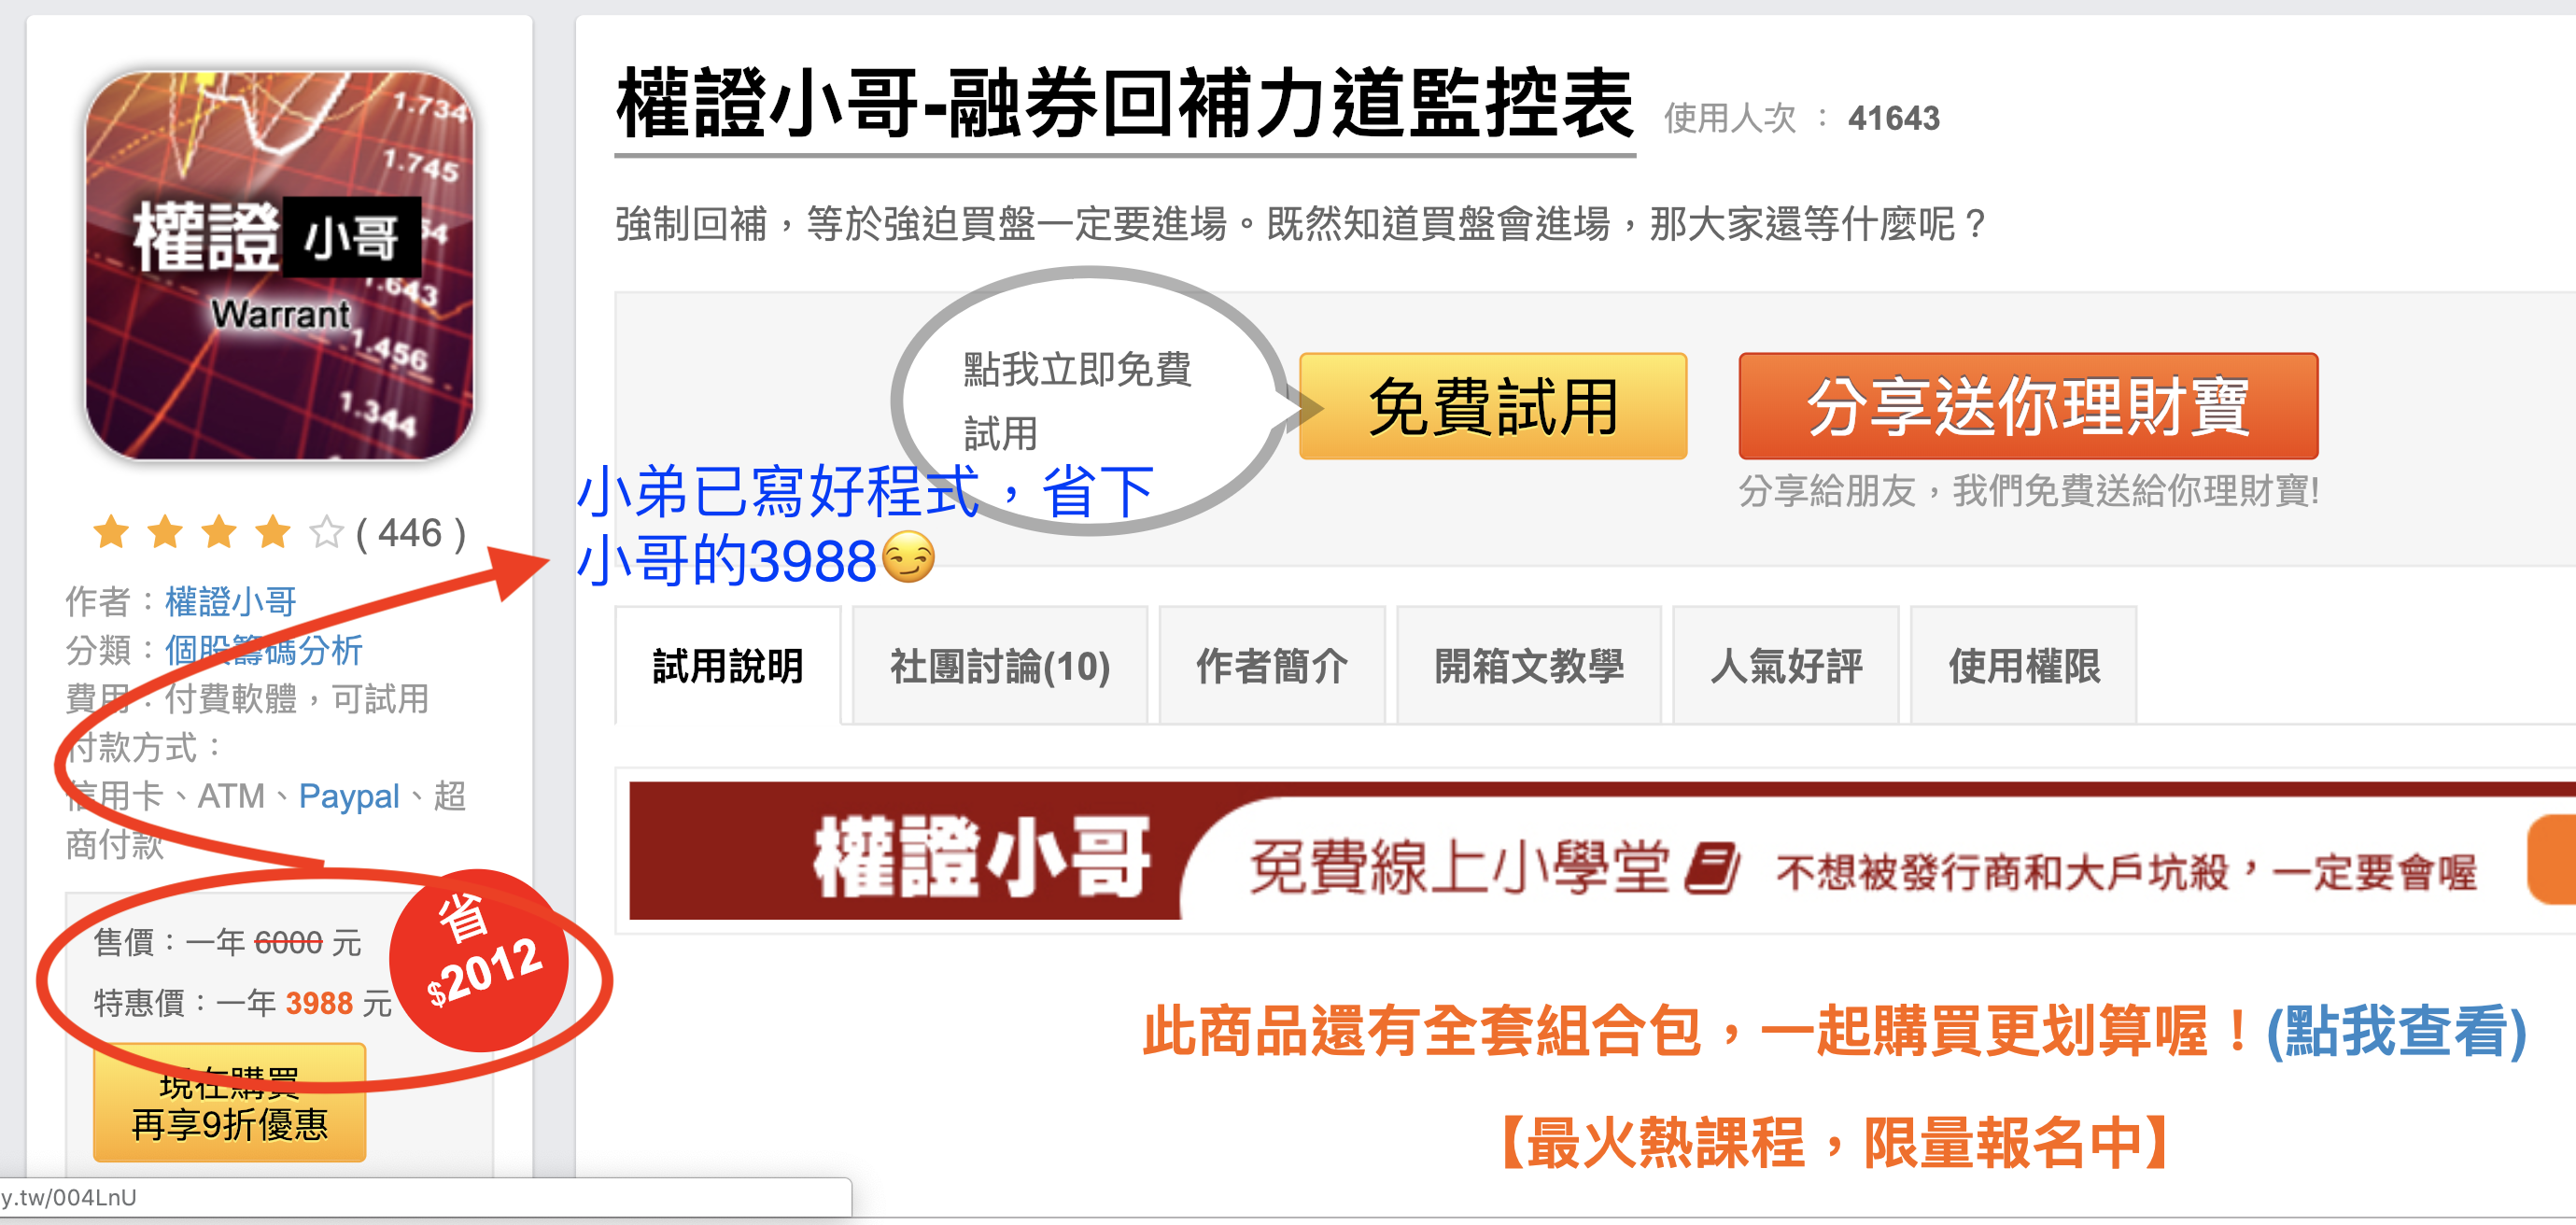 1.734
1.745
權證 小哥
54
1.643
Warrant
1.456
1.344
( 446 )
作者：權證小哥
分類：個股籌碼分析
費用：付費軟體，可試用
付款方式：
信用卡、ATM、Paypal、超
商付款
售價：一年 6000 元
特惠價：一年 3988 元
省
$2012
現在購買
再享9折優惠
y.tw/004LnU
權證小哥-融券回補力道監控表 使用人次 ： 41643
強制回補，等於強迫買盤一定要進場。既然知道買盤會進場，那大家還等什麼呢？
點我立即免費
試用
免費試用
分享送你理財寶
分享給朋友，我們免費送給你理財寶!
小弟已寫好程式，省下
小哥的3988😏
試用說明 社團討論(10) 作者簡介 開箱文教學 人氣好評 使用權限
權證小哥 免費線上小學堂 不想被發行商和大戶坑殺，一定要會喔
此商品還有全套組合包，一起購買更划算喔！(點我查看)
【最火熱課程，限量報名中】